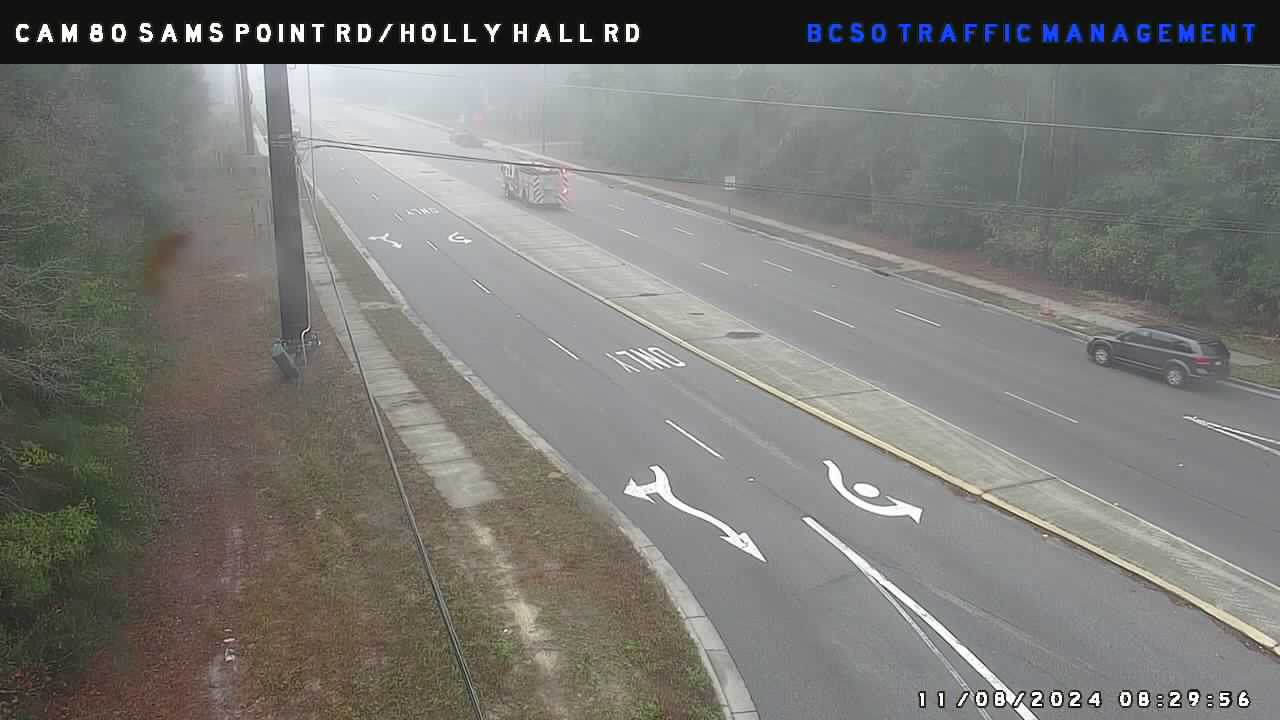 CAM 80 SAMS POINT RD/HOLLY HALL RD
BCSO TRAFFIC MANAGEMENT
ONLY
ONLY
11/08/2024 08:29:56